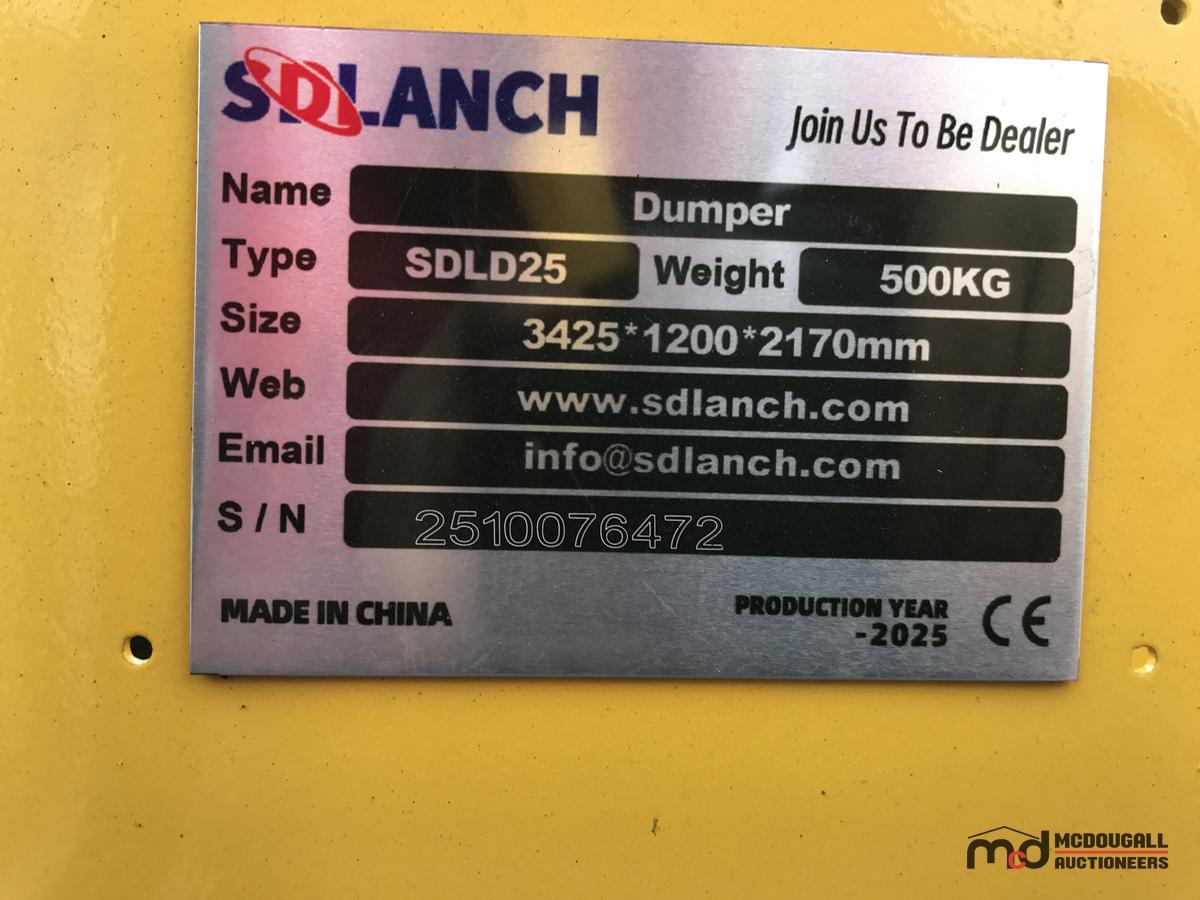 SDLANCH
Join Us To Be Dealer
Name Dumper
Type SDLD25 Weight 500KG
Size 3425*1200*2170mm
Web www.sdlanch.com
Email info@sdlanch.com
S / N 2510076472
MADE IN CHINA
PRODUCTION YEAR
-2025
CE
mcd MCDOUGALL
AUCTIONEERS